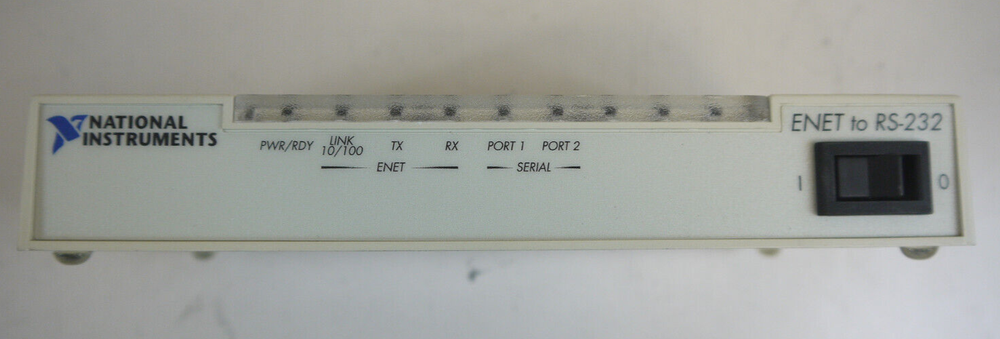 NATIONAL
INSTRUMENTS
PWR/RDY LINK 10/100 TX RX PORT 1 PORT 2
ENET SERIAL
ENET to RS-232
I 0